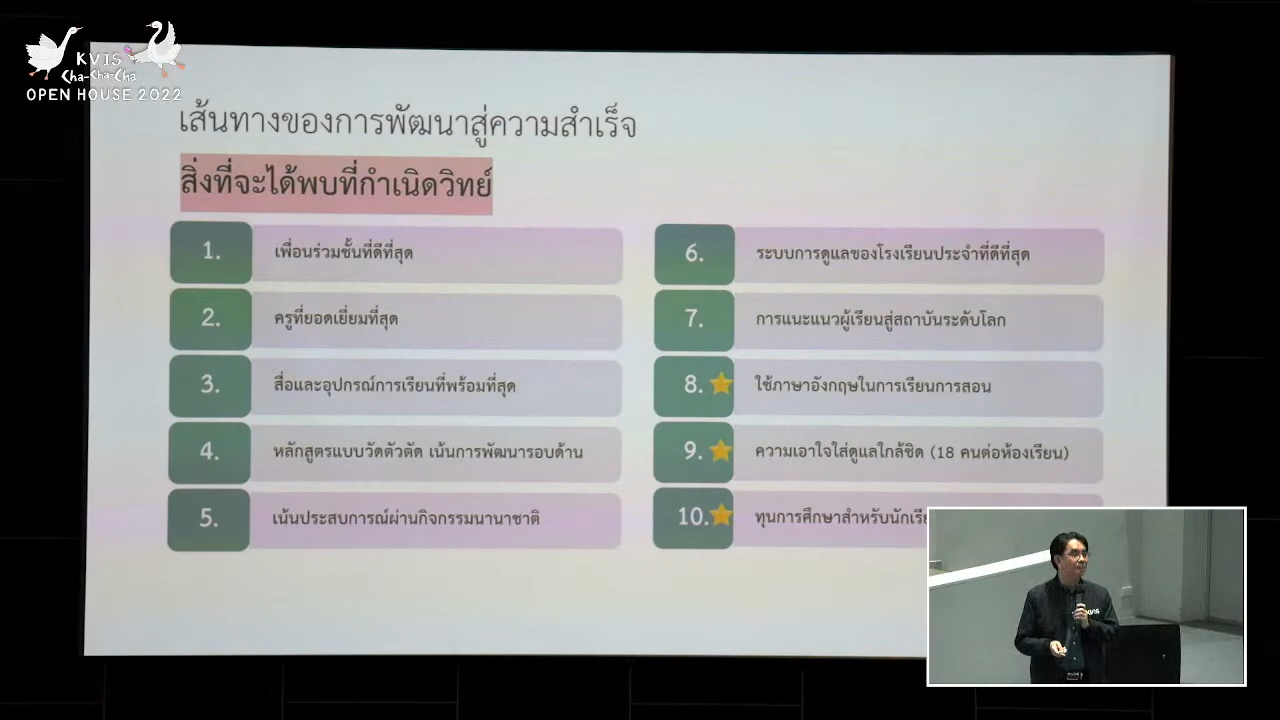 KVIS
Cha-Cha-Cha
OPEN HOUSE 2022
เส้นทางของการพัฒนาสู่ความสำเร็จ
สิ่งที่จะได้พบที่กำเนิดวิทย์
1. เพื่อนร่วมชั้นที่ดีที่สุด
2. ครูที่ยอดเยี่ยมที่สุด
3. สื่อและอุปกรณ์การเรียนที่พร้อมที่สุด
4. หลักสูตรแบบวัดตัวตัด เน้นการพัฒนารอบด้าน
5. เน้นประสบการณ์ผ่านกิจกรรมนานาชาติ
6. ระบบการดูแลของโรงเรียนประจำที่ดีที่สุด
7. การแนะแนวผู้เรียนสู่สถาบันระดับโลก
8. ใช้ภาษาอังกฤษในการเรียนการสอน
9. ความเอาใจใส่ดูแลใกล้ชิด (18 คนต่อห้องเรียน)
10. ทุนการศึกษาสำหรับ
KVIS